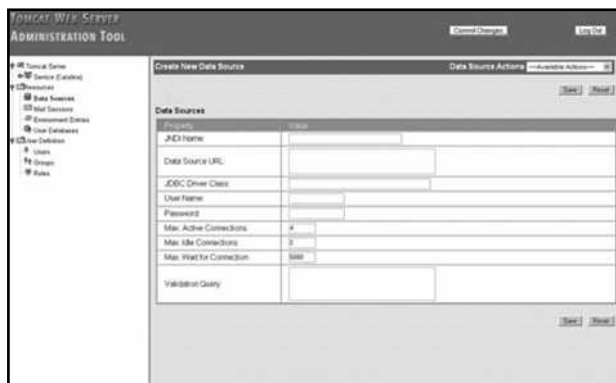 TOMCAT WEB SERVER
ADMINISTRATION TOOL
Commit Changes
Log Out
Tomcat Server
Service (Catalina)
Resources
Data Sources
Mail Sessions
Environment Entries
User Databases
User Definition
Users
Groups
Roles
Create New Data Source
Data Source Actions ---Available Actions---
Save Reset
Data Sources
Property Value
JNDI Name:
Data Source URL:
JDBC Driver Class:
User Name:
Password:
Max. Active Connections: 4
Max. Idle Connections: 2
Max. Wait for Connection: 5000
Validation Query:
Save Reset